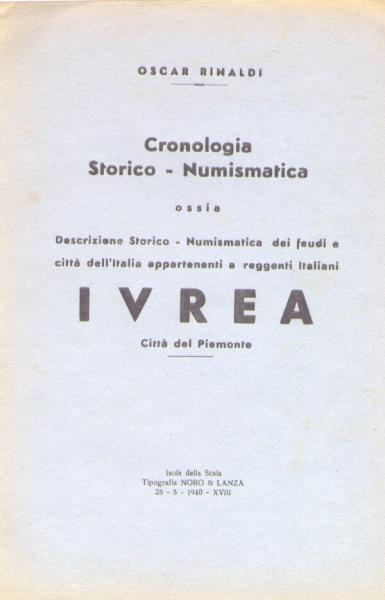 OSCAR RINALDI
Cronologia
Storico - Numismatica
ossia
Descrizione Storico - Numismatica dei feudi e
città dell'Italia appartenenti a reggenti Italiani
IVREA
Città del Piemonte
Isola della Scala
Tipografia NORO & LANZA
25 - 5 - 1940 - XVIII